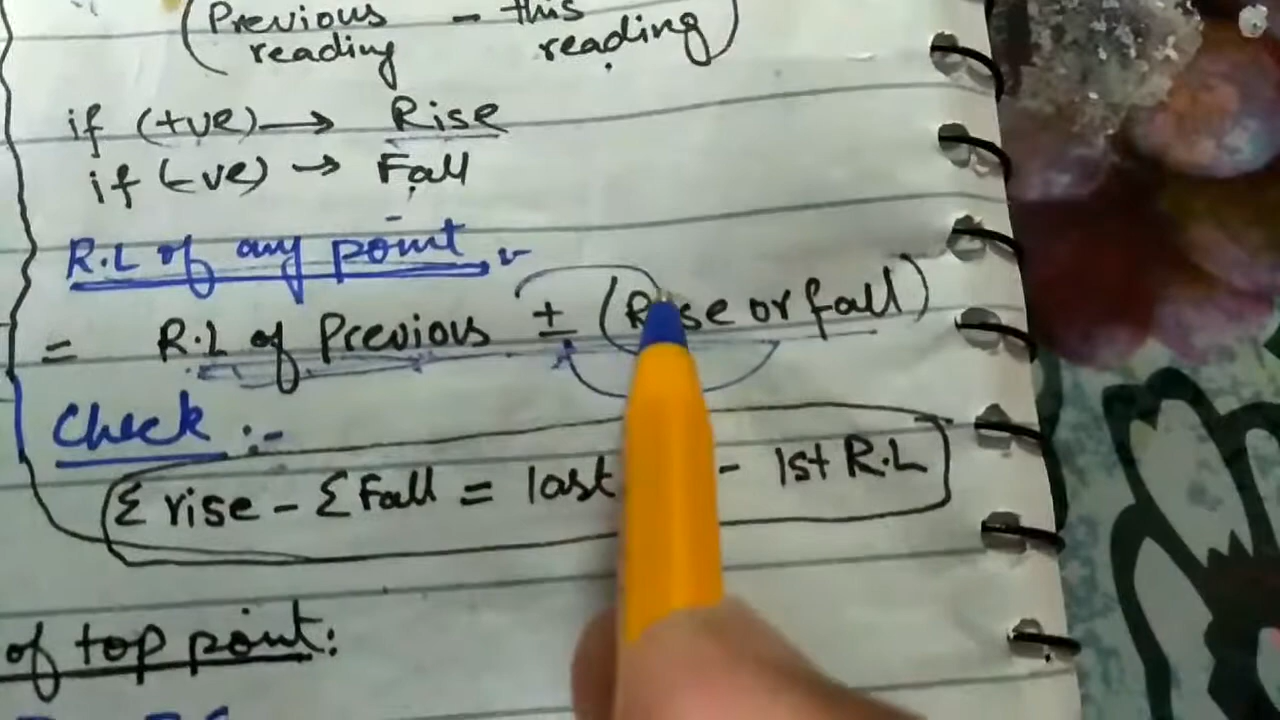 (Previous - this
reading reading)
if (+ve) → Rise
if (-ve) → Fall
R.L of any point
= R.L of Previous ± (Rise or fall)
Check :-
Σ rise - Σ Fall = last - 1st R.L
of top point: